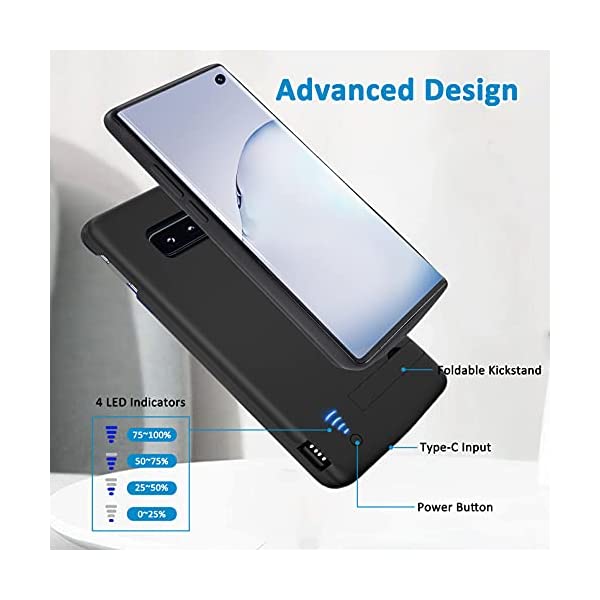 Advanced Design
Foldable Kickstand
4 LED Indicators
75~100%
50~75%
25~50%
0~25%
Type-C Input
Power Button